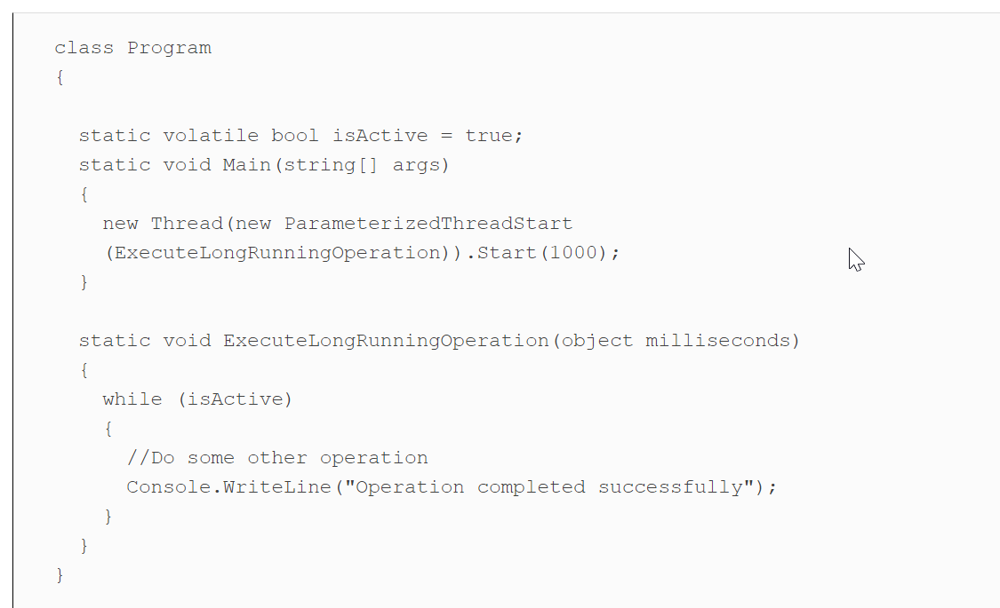 class Program
{
static volatile bool isActive = true;
static void Main(string[] args)
{
new Thread(new ParameterizedThreadStart
(ExecuteLongRunningOperation)).Start(1000);
}
static void ExecuteLongRunningOperation(object milliseconds)
{
while (isActive)
{
//Do some other operation
Console.WriteLine("Operation completed successfully");
}
}
}